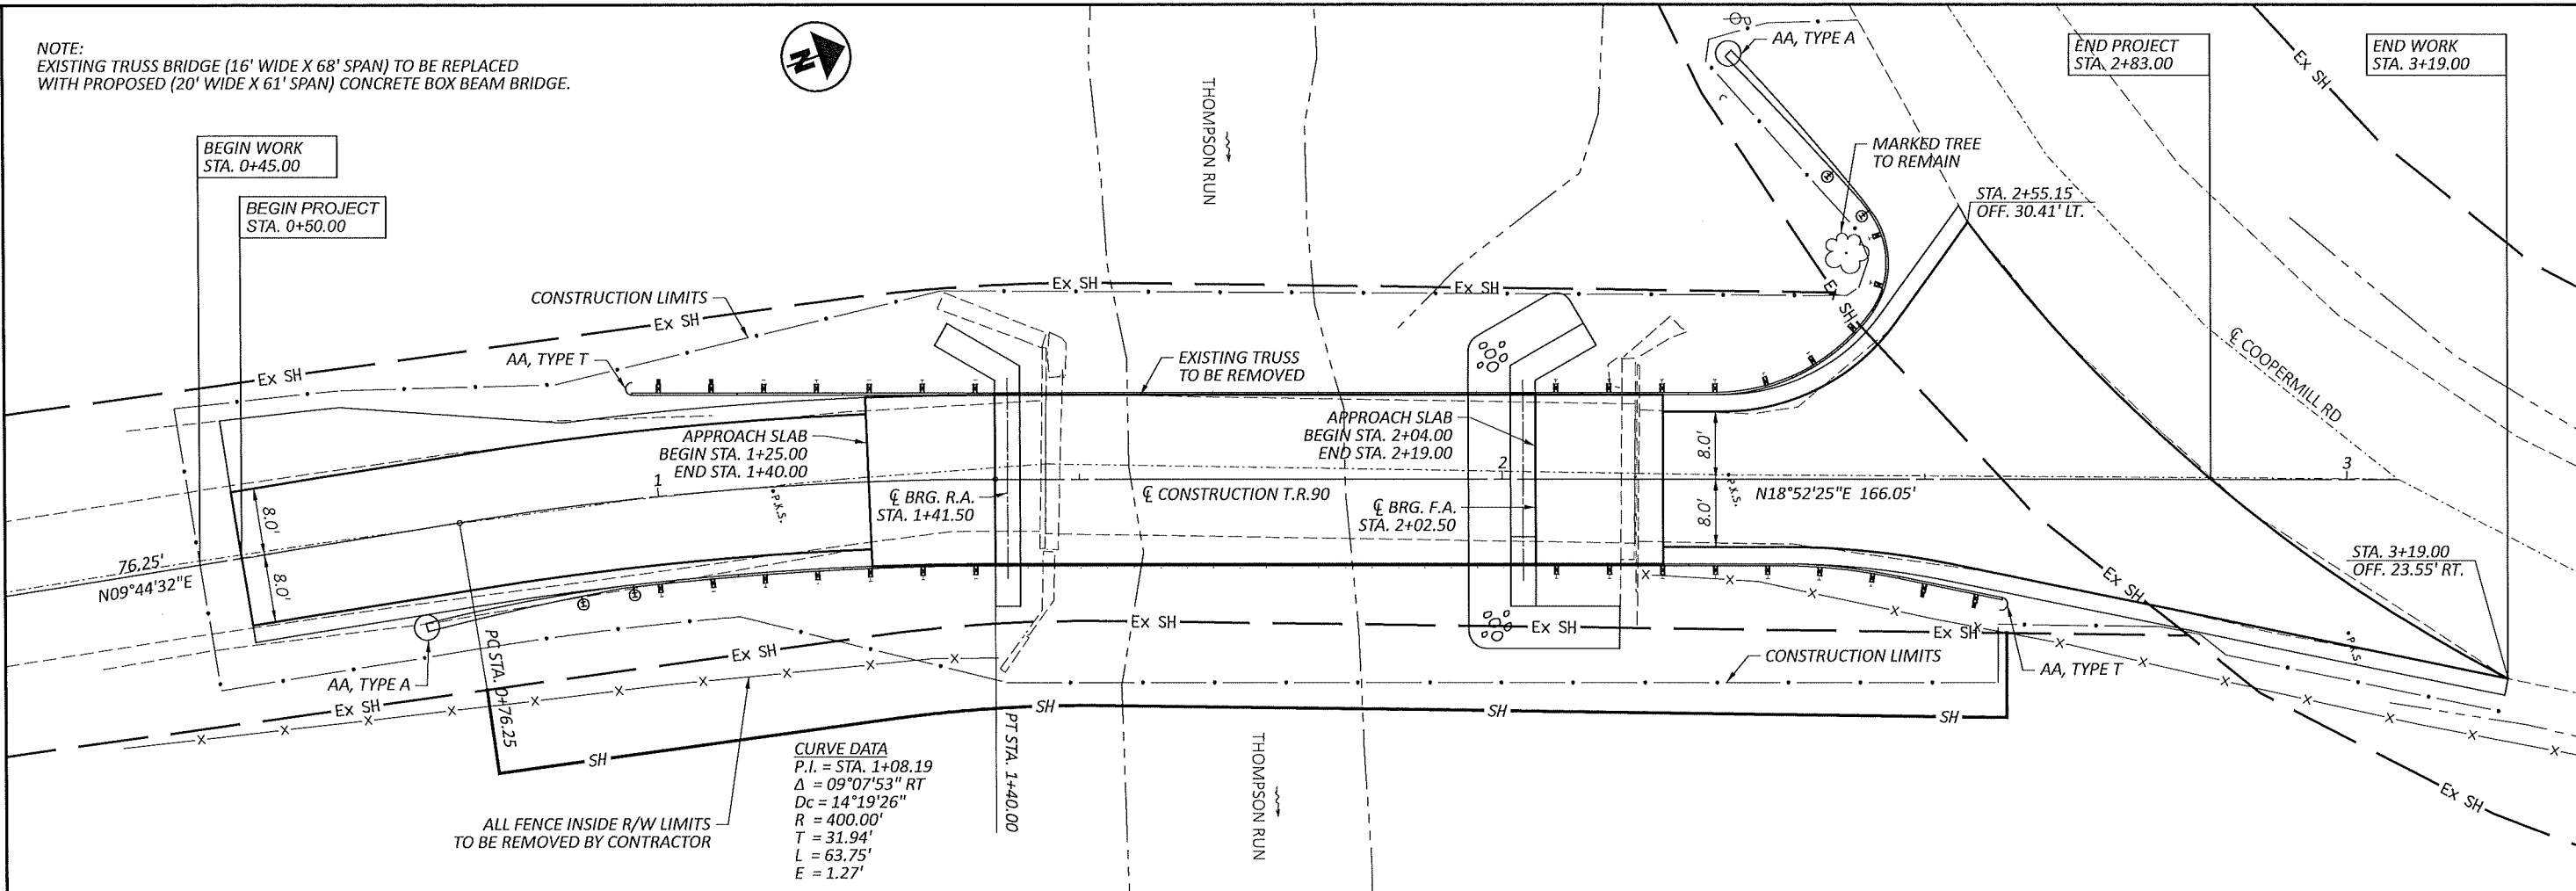 NOTE:
EXISTING TRUSS BRIDGE (16' WIDE X 68' SPAN) TO BE REPLACED
WITH PROPOSED (20' WIDE X 61' SPAN) CONCRETE BOX BEAM BRIDGE.
N
BEGIN WORK
STA. 0+45.00
BEGIN PROJECT
STA. 0+50.00
CONSTRUCTION LIMITS
AA, TYPE T
Ex SH
Ex SH
Ex SH
Ex SH
Ex SH
THOMPSON RUN
AA, TYPE A
MARKED TREE
TO REMAIN
STA. 2+55.15
OFF. 30.41' LT.
END PROJECT
STA. 2+83.00
END WORK
STA. 3+19.00
Ex SH
℄ COOPERMILL RD
EXISTING TRUSS
TO BE REMOVED
APPROACH SLAB
BEGIN STA. 1+25.00
END STA. 1+40.00
APPROACH SLAB
BEGIN STA. 2+04.00
END STA. 2+19.00
1
P.K.S.
℄ BRG. R.A.
STA. 1+41.50
℄ CONSTRUCTION T.R.90
℄ BRG. F.A.
STA. 2+02.50
2
8.0'
8.0'
P.K.S.
N18°52'25"E 166.05'
3
8.0'
8.0'
76.25'
N09°44'32"E
STA. 3+19.00
OFF. 23.55' RT.
P.K.S.
AA, TYPE A
PC STA. 0+76.25
Ex SH
Ex SH
Ex SH
Ex SH
Ex SH
Ex SH
Ex SH
CONSTRUCTION LIMITS
AA, TYPE T
SH
SH
SH
SH
PT STA. 1+40.00
THOMPSON RUN
ALL FENCE INSIDE R/W LIMITS
TO BE REMOVED BY CONTRACTOR
CURVE DATA
P.I. = STA. 1+08.19
Δ = 09°07'53" RT
Dc = 14°19'26"
R = 400.00'
T = 31.94'
L = 63.75'
E = 1.27'